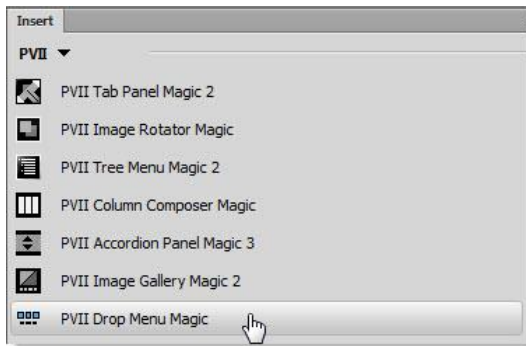 Insert
PVII
PVII Tab Panel Magic 2
PVII Image Rotator Magic
PVII Tree Menu Magic 2
PVII Column Composer Magic
PVII Accordion Panel Magic 3
PVII Image Gallery Magic 2
PVII Drop Menu Magic